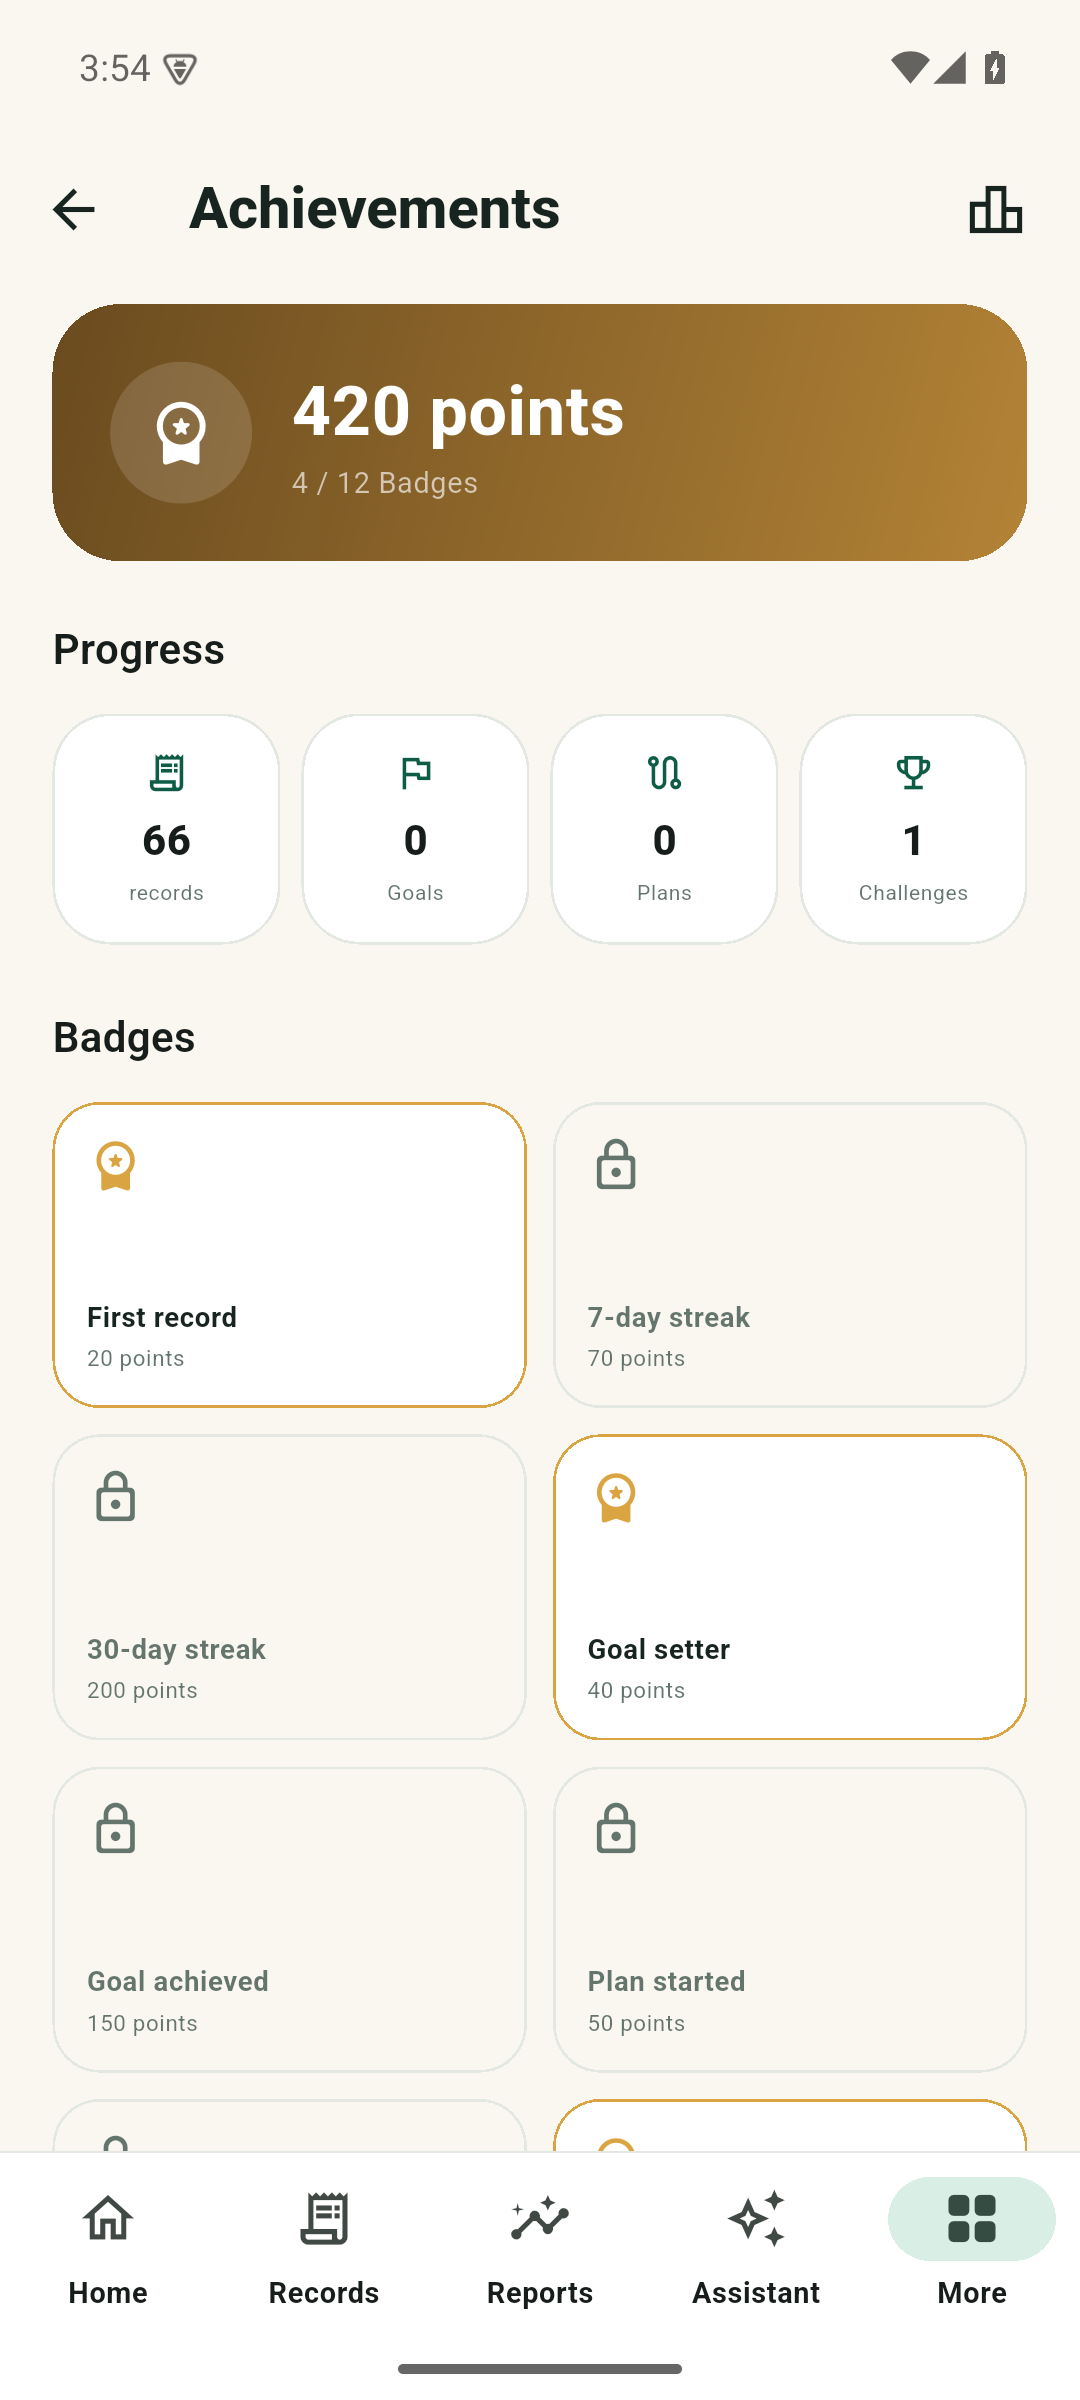 3:54
Achievements
420 points
4 / 12 Badges
Progress
66
records
0
Goals
0
Plans
1
Challenges
Badges
First record
20 points
7-day streak
70 points
30-day streak
200 points
Goal setter
40 points
Goal achieved
150 points
Plan started
50 points
Home
Records
Reports
Assistant
More